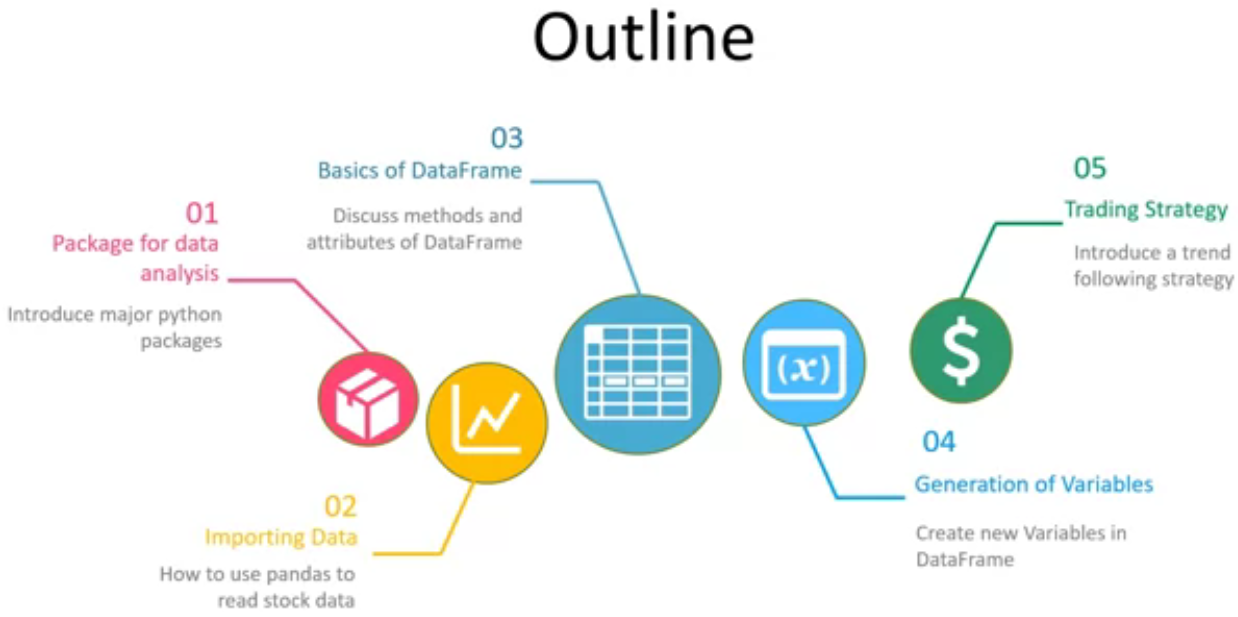 Outline
01
Package for data
analysis
Introduce major python
packages
02
Importing Data
How to use pandas to
read stock data
03
Basics of DataFrame
Discuss methods and
attributes of DataFrame
(x)
04
Generation of Variables
Create new Variables in
DataFrame
$
05
Trading Strategy
Introduce a trend
following strategy